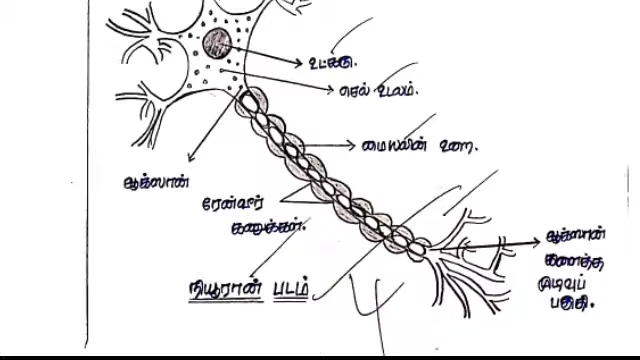 உட்கரு.
செல் உடலம்.
மையலின் உறை.
ஆக்ஸான்
ரேன்வீர்
கணுக்கள்.
ஆக்ஸான்
கிளைத்த
முடிவுப்
பகுதி.
நியூரான் படம்